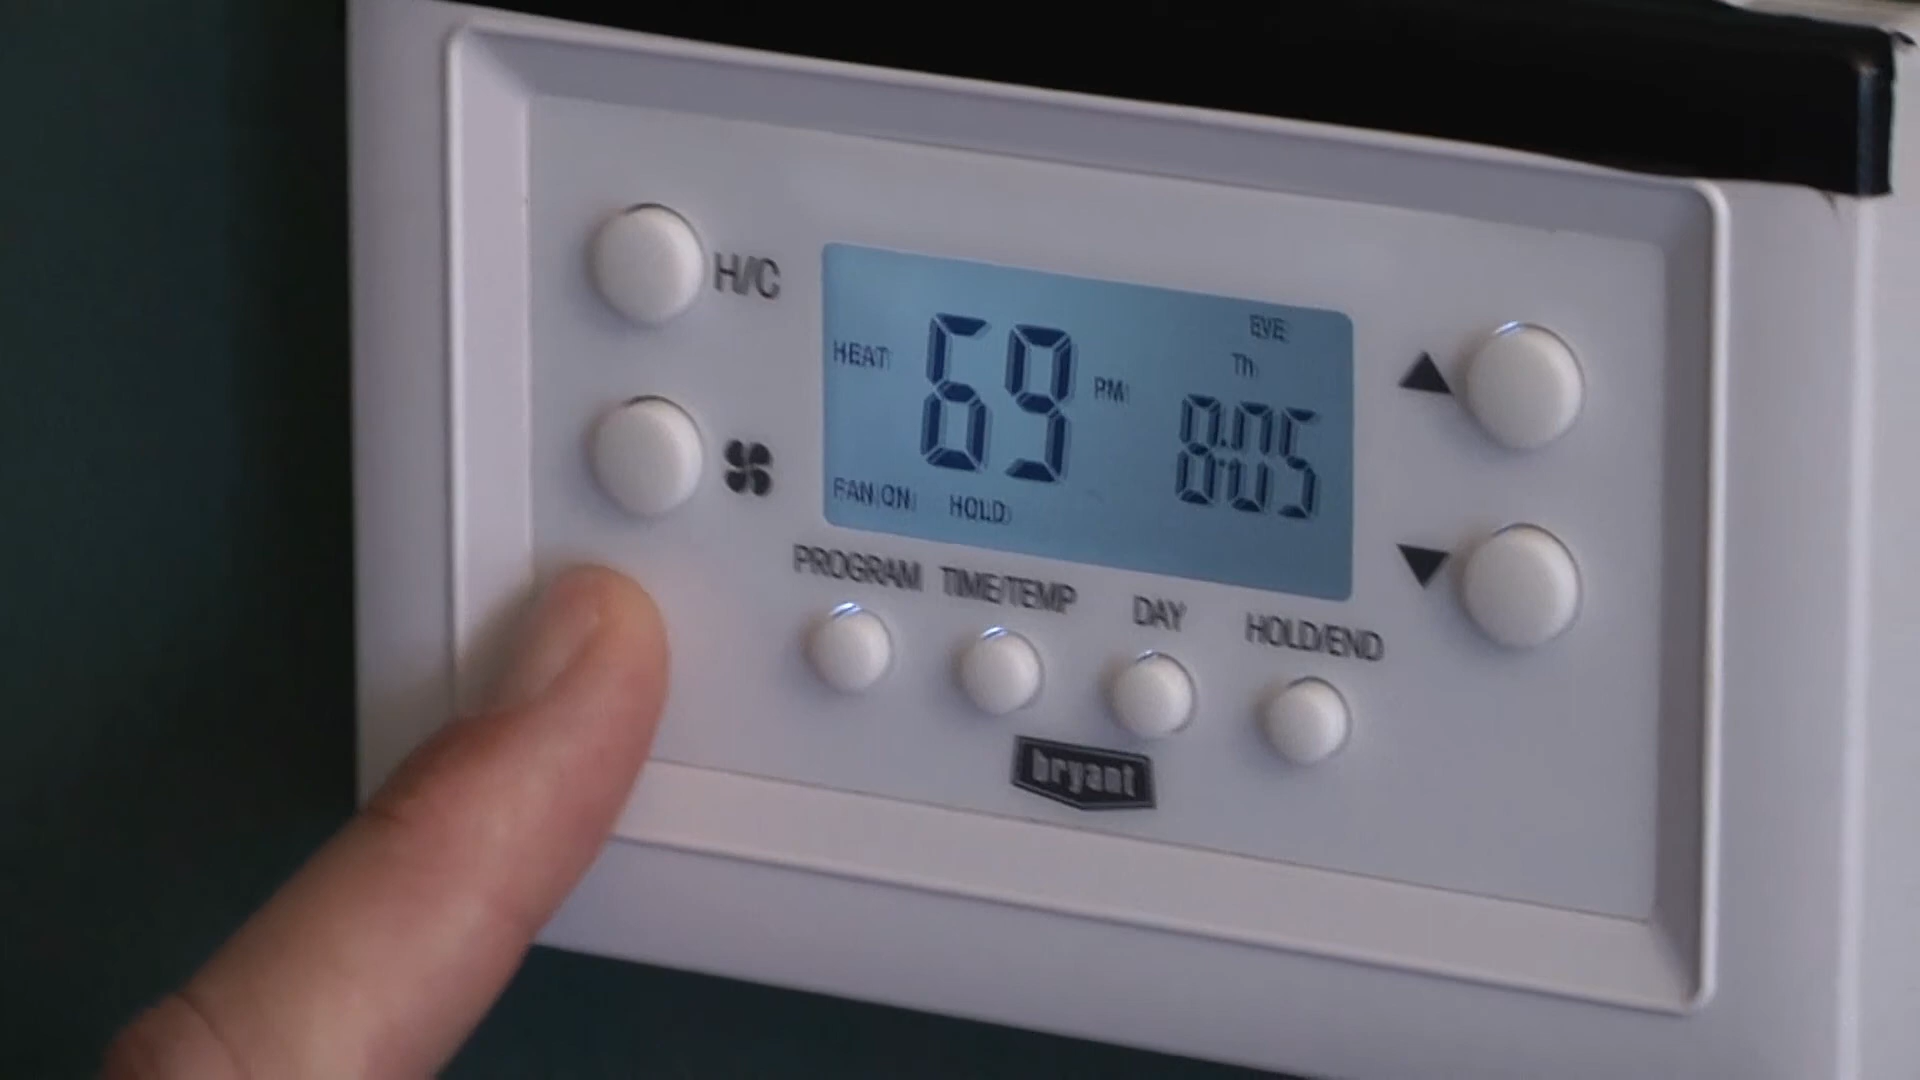 H/C
EVE
Th
HEAT 69 PM 8:05
FAN ON HOLD
PROGRAM TIME/TEMP DAY HOLD/END
bryant